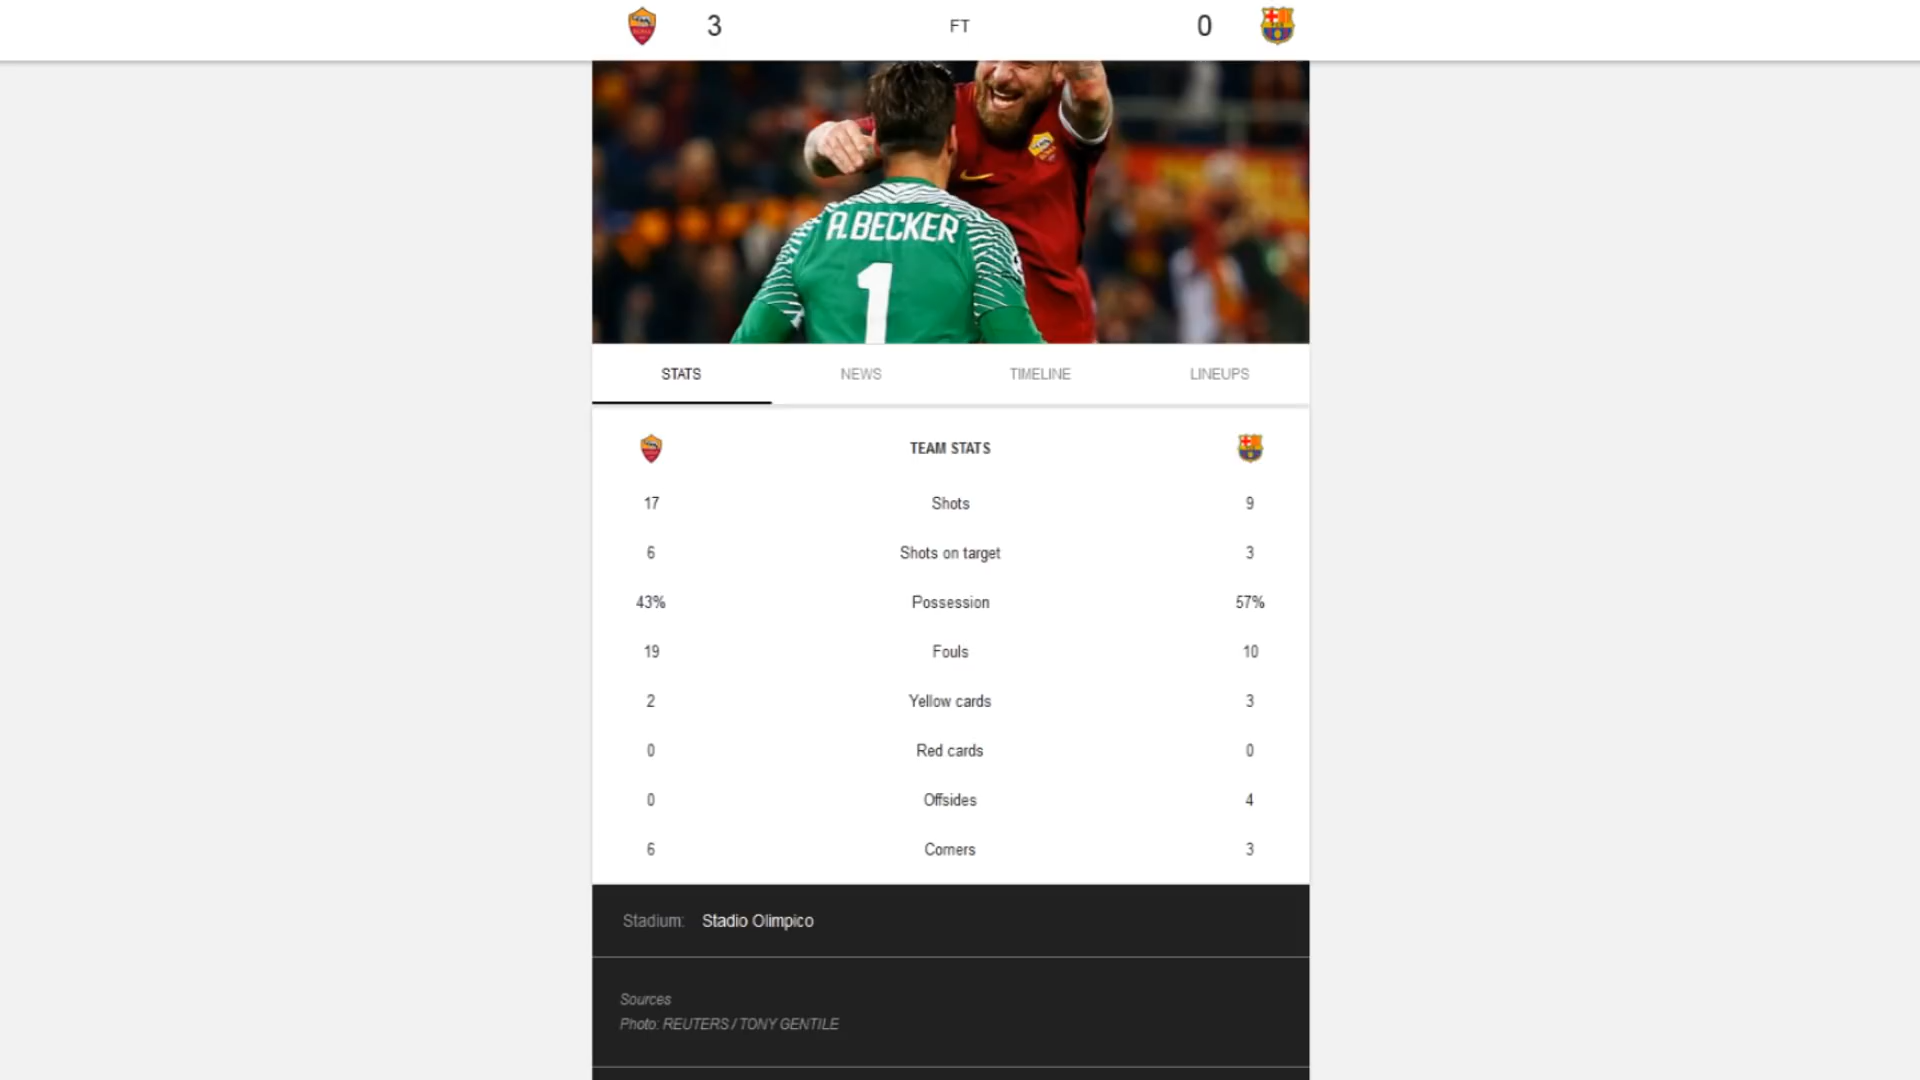 3 FT 0
A.BECKER
1
STATS NEWS TIMELINE LINEUPS
TEAM STATS
17 Shots 9
6 Shots on target 3
43% Possession 57%
19 Fouls 10
2 Yellow cards 3
0 Red cards 0
0 Offsides 4
6 Corners 3
Stadium: Stadio Olimpico
Sources
Photo: REUTERS / TONY GENTILE